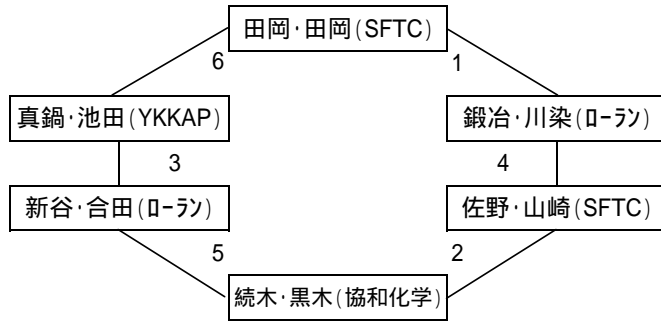 田岡・田岡(SFTC)
6
1
真鍋・池田(YKKAP)
鍛冶・川染(ﾛｰﾗﾝ)
3
4
新谷・合田(ﾛｰﾗﾝ)
佐野・山崎(SFTC)
5
2
続木・黒木(協和化学)